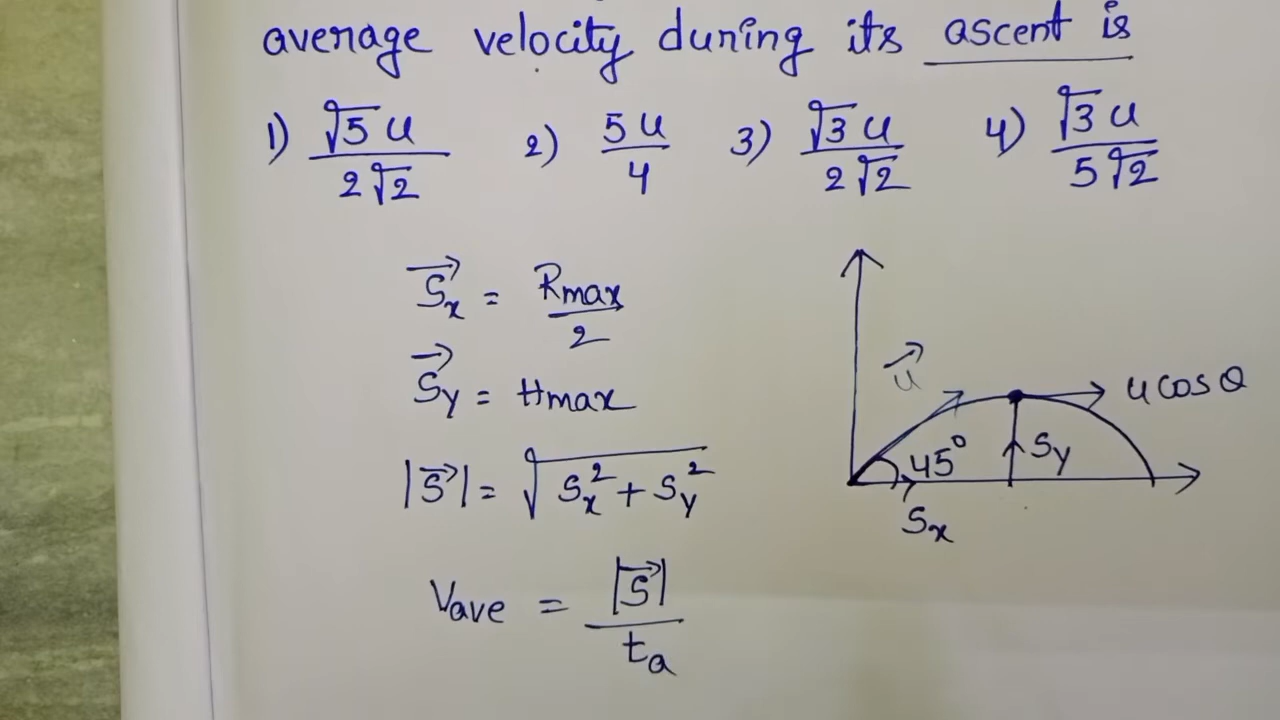 average velocity during its ascent is
1) √5 u / 2√2 2) 5u / 4 3) √3 u / 2√2 4) √3 u / 5√2
S⃗x = Rmax / 2
S⃗y = Hmax
|S⃗| = √(Sx² + Sy²)
Vave = |S⃗| / ta
u⃗
u cos θ
45°
Sy
Sx